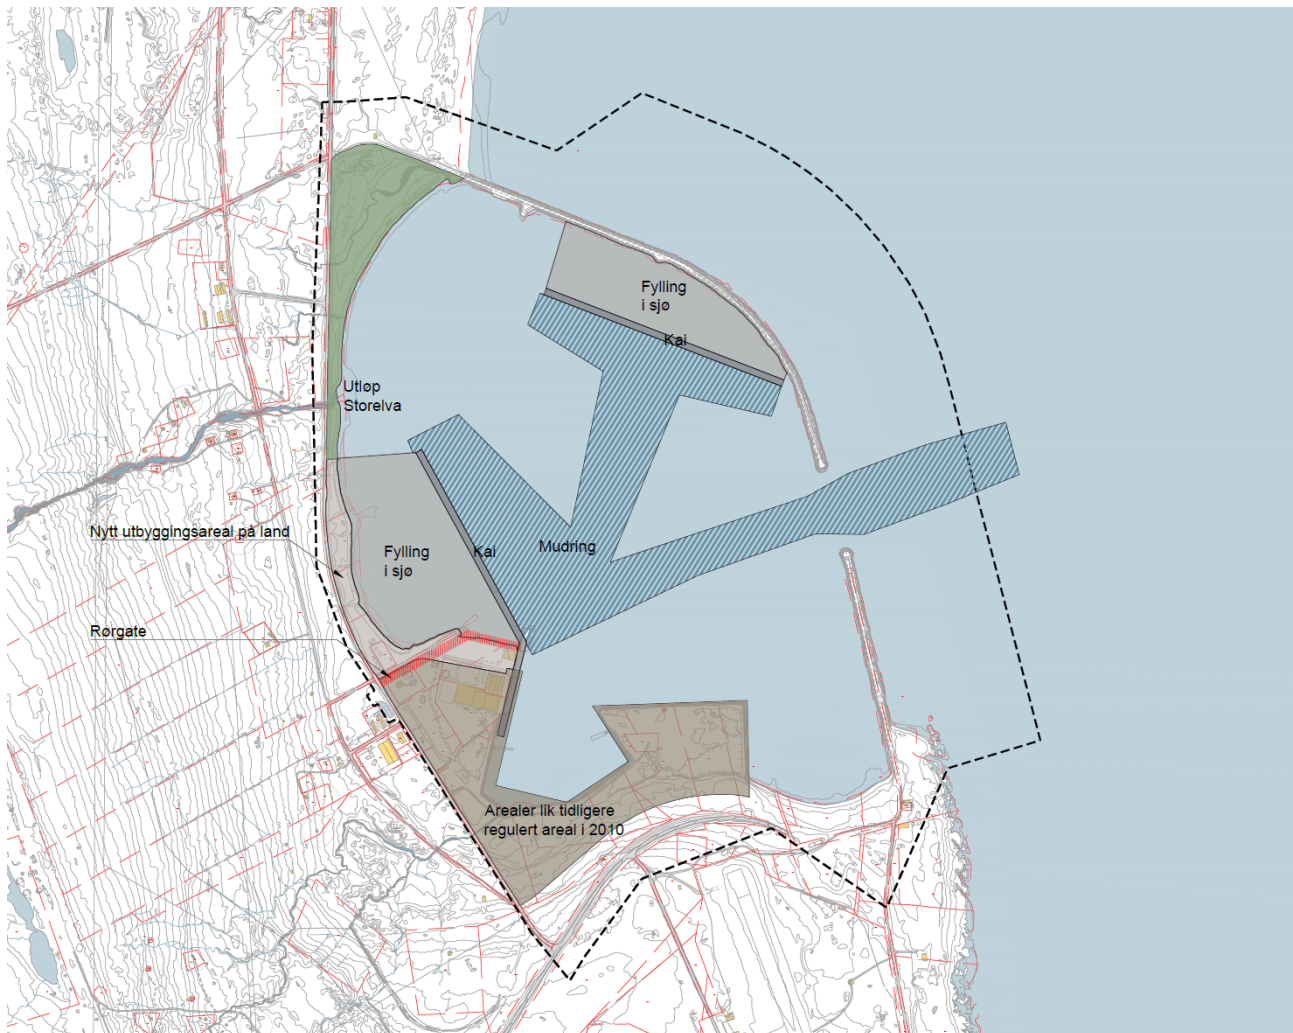 Fylling
i sjø
Kai
Utløp
Storelva
Nytt utbyggingsareal på land
Fylling
i sjø
Kai
Mudring
Rørgate
Arealer lik tidligere
regulert areal i 2010